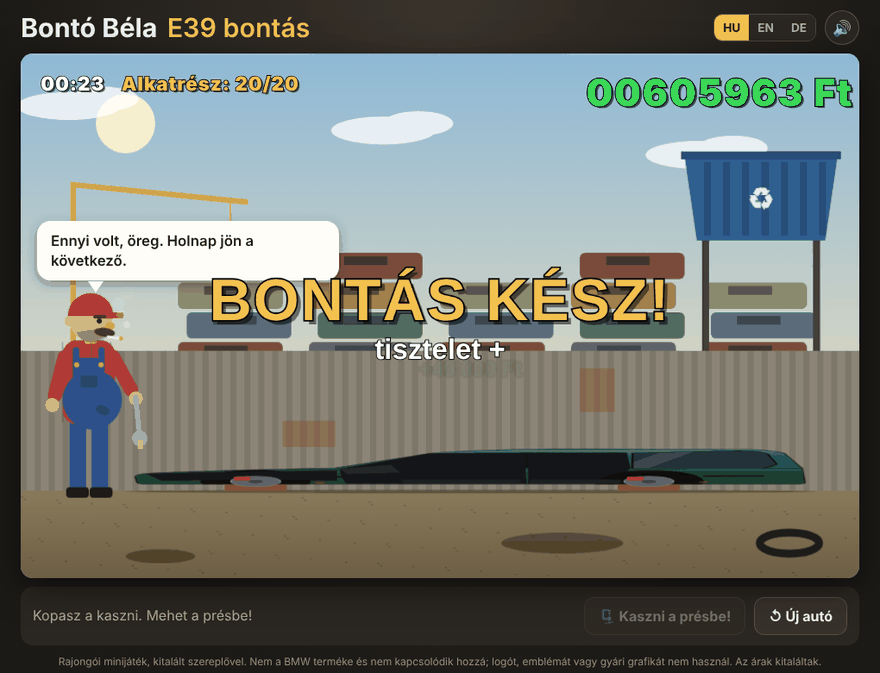 Bontó Béla E39 bontás
HU EN DE
00:23 Alkatrész: 20/20
00605963 Ft
Ennyi volt, öreg. Holnap jön a
következő.
BONTÁS KÉSZ!
tisztelet +
Kopasz a kaszni. Mehet a présbe!
Kaszni a présbe!
Új autó
Rajongói minijáték, kitalált szereplővel. Nem a BMW terméke és nem kapcsolódik hozzá; logót, emblémát vagy gyári grafikát nem használ. Az árak kitaláltak.